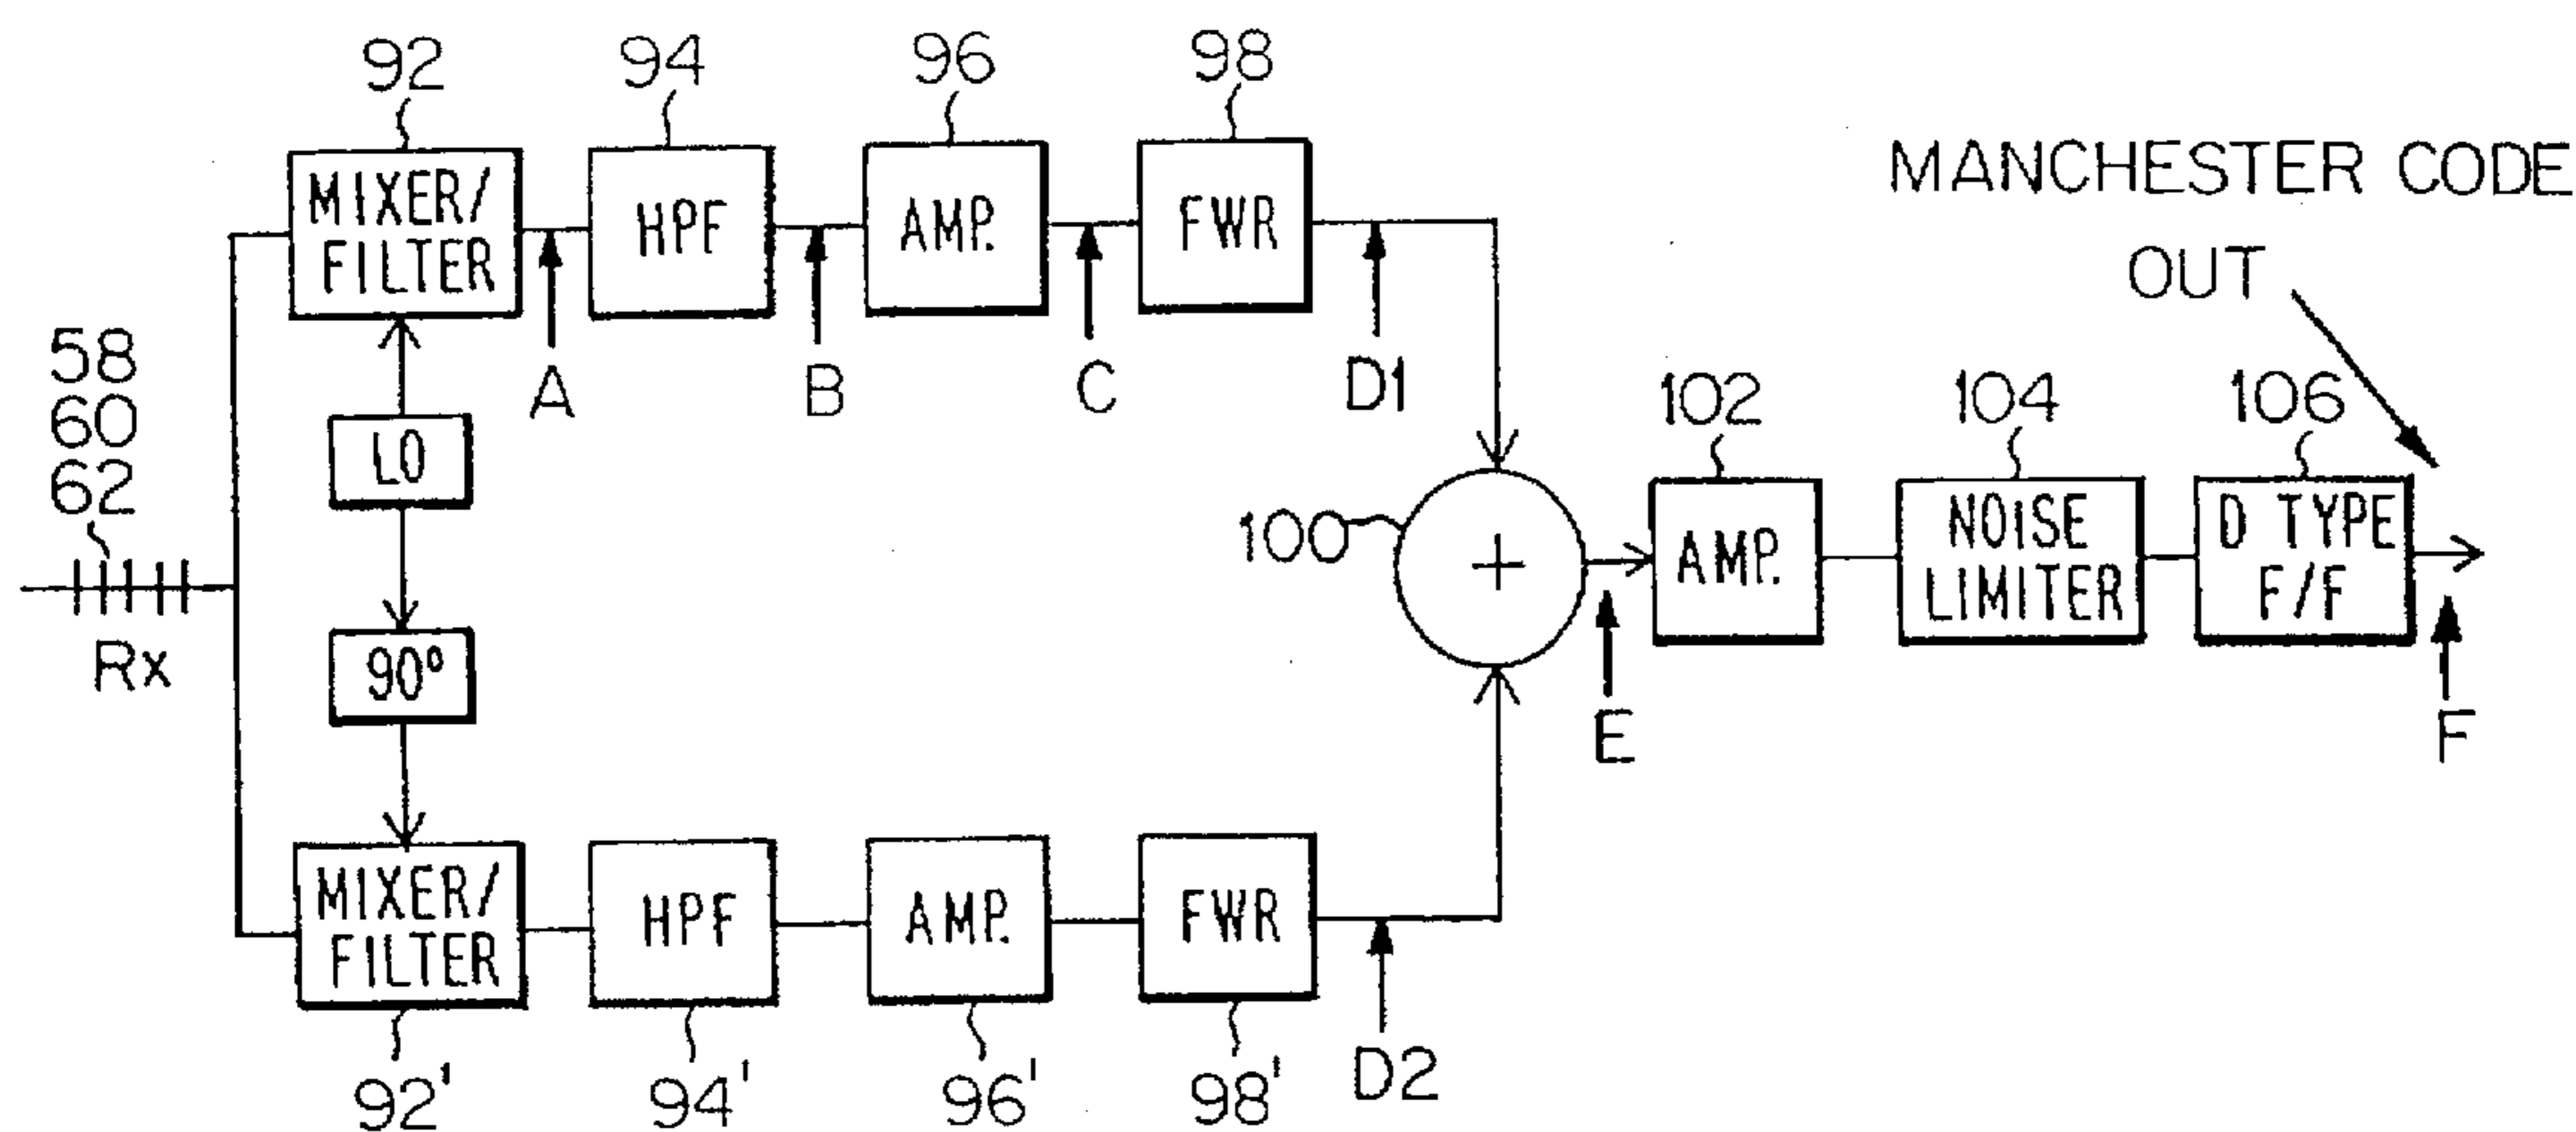 92
94
96
98
MIXER/
FILTER
HPF
AMP.
FWR
MANCHESTER CODE
OUT
A
B
C
D1
58
60
62
Rx
LO
90°
100
+
E
102
104
106
AMP.
NOISE
LIMITER
D TYPE
F/F
F
MIXER/
FILTER
HPF
AMP.
FWR
D2
92'
94'
96'
98'